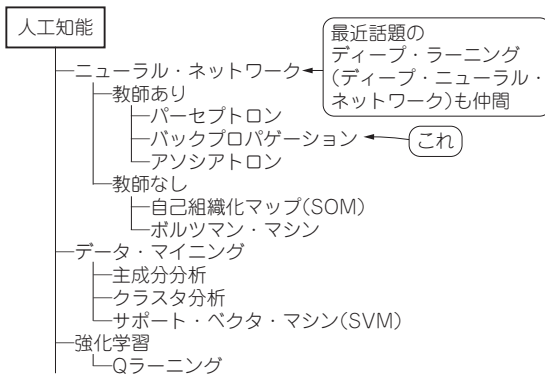 人工知能
最近話題の
ディープ・ラーニング
(ディープ・ニューラル・
ネットワーク)も仲間
ニューラル・ネットワーク
教師あり
パーセプトロン
バックプロパゲーション
これ
アソシアトロン
教師なし
自己組織化マップ(SOM)
ボルツマン・マシン
データ・マイニング
主成分分析
クラスタ分析
サポート・ベクタ・マシン(SVM)
強化学習
Qラーニング